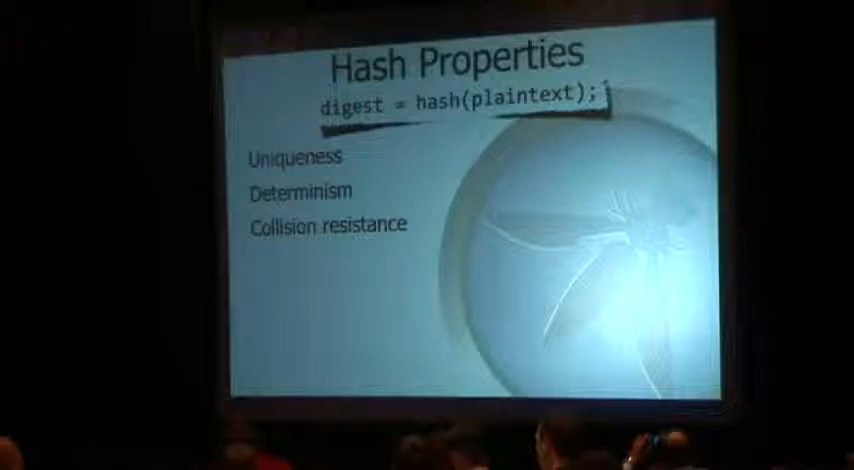 Hash Properties
digest = hash(plaintext);
Uniqueness
Determinism
Collision resistance